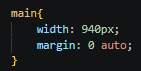 main{
    width: 940px;
    margin: 0 auto;
}